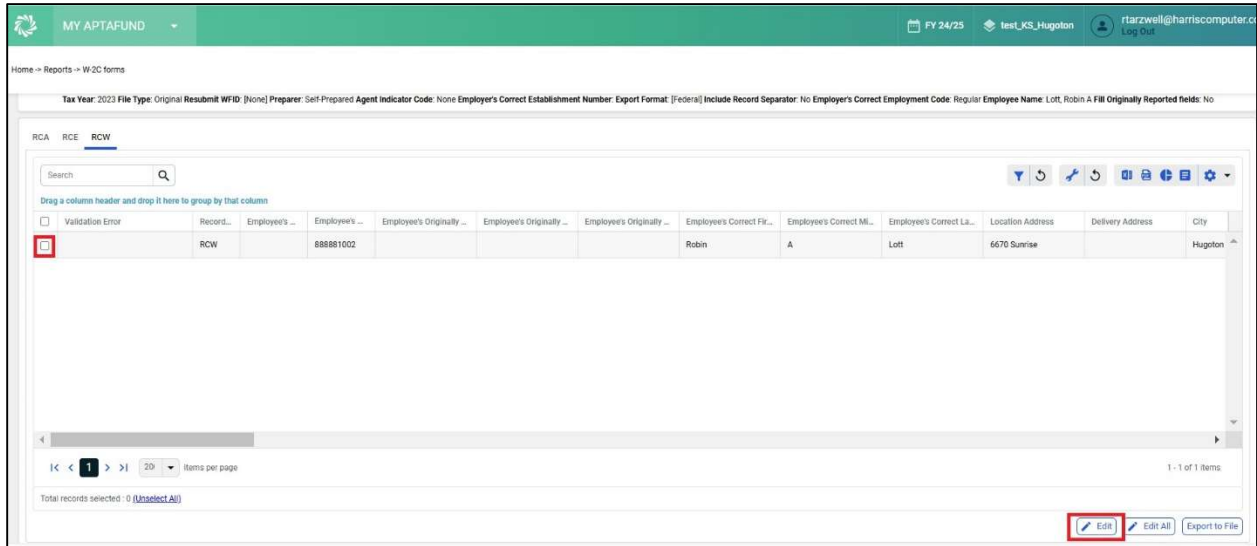 MY APTAFUND
FY 24/25 test_KS_Hugoton rtarzwell@harriscomputer.co
Log Out
Home -> Reports -> W-2C forms
Tax Year: 2023 File Type: Original Resubmit WFID: [None] Preparer: Self-Prepared Agent Indicator Code: None Employer's Correct Establishment Number: Export Format: [Federal] Include Record Separator: No Employer's Correct Employment Code: Regular Employee Name: Lott, Robin A Fill Originally Reported fields: No
RCA RCE RCW
Search
Drag a column header and drop it here to group by that column
Validation Error Record... Employee's ... Employee's ... Employee's Originally ... Employee's Originally ... Employee's Originally ... Employee's Correct Fir... Employee's Correct Mi... Employee's Correct La... Location Address Delivery Address City
RCW 888881002 Robin A Lott 6670 Sunrise Hugoton
1 20 items per page 1 - 1 of 1 items
Total records selected : 0 (Unselect All)
Edit Edit All Export to File